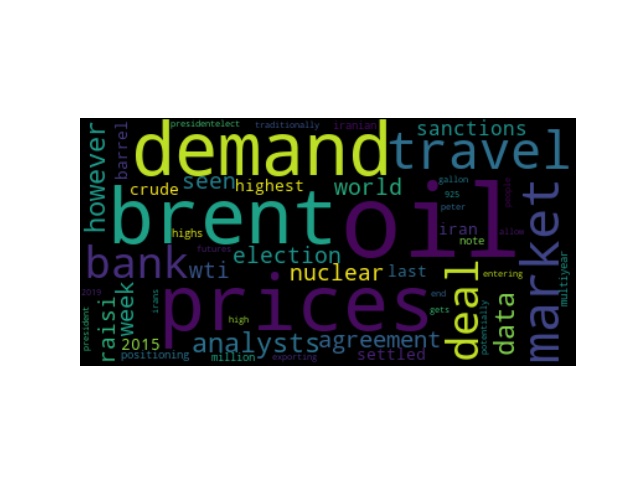 presidentelect traditionally iranian
demand travel sanctions
however barrel
crude seen highest world
brent oil
gallon people
925
peter
highs iran allow
note
market
bank wti election
futures
nuclear last entering
multiyear
deal
2019 irans prices end
president raisi week
high gets
potentially data
2015 analysts agreement
positioning million exporting settled